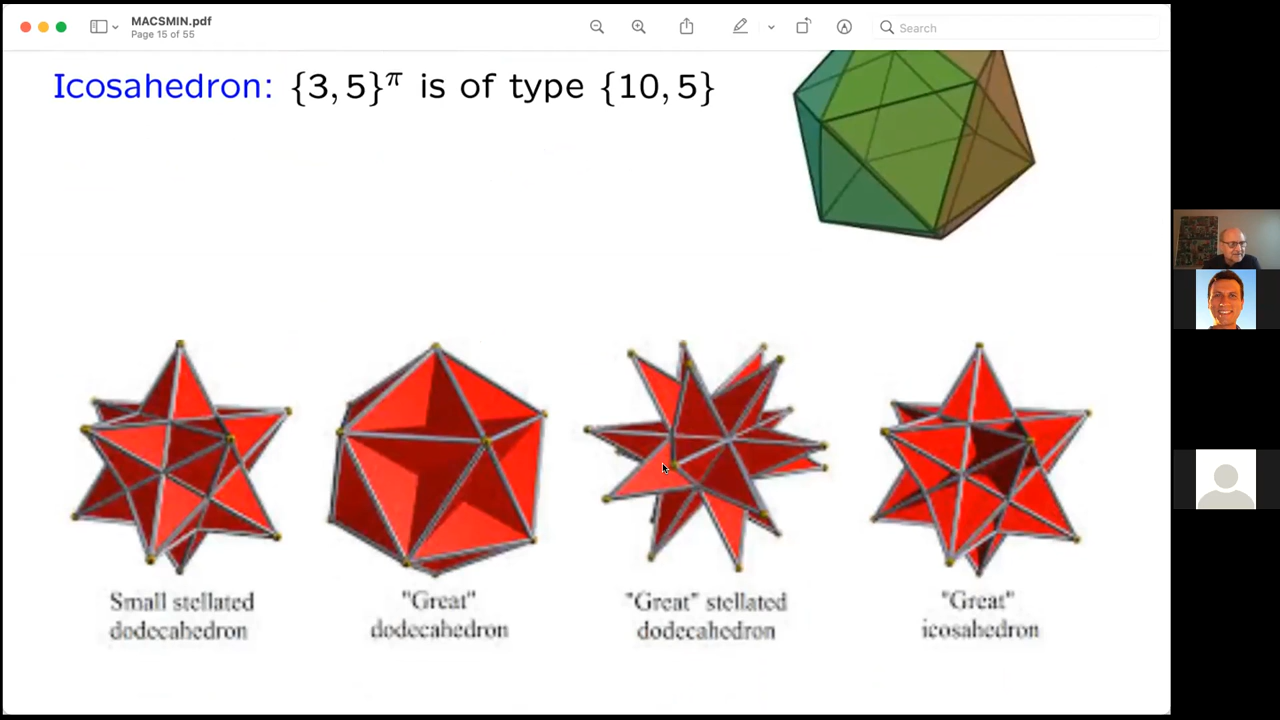 MACSMIN.pdf
Page 15 of 55
Search
Icosahedron: {3, 5}^π is of type {10, 5}
Small stellated
dodecahedron
"Great"
dodecahedron
"Great" stellated
dodecahedron
"Great"
icosahedron